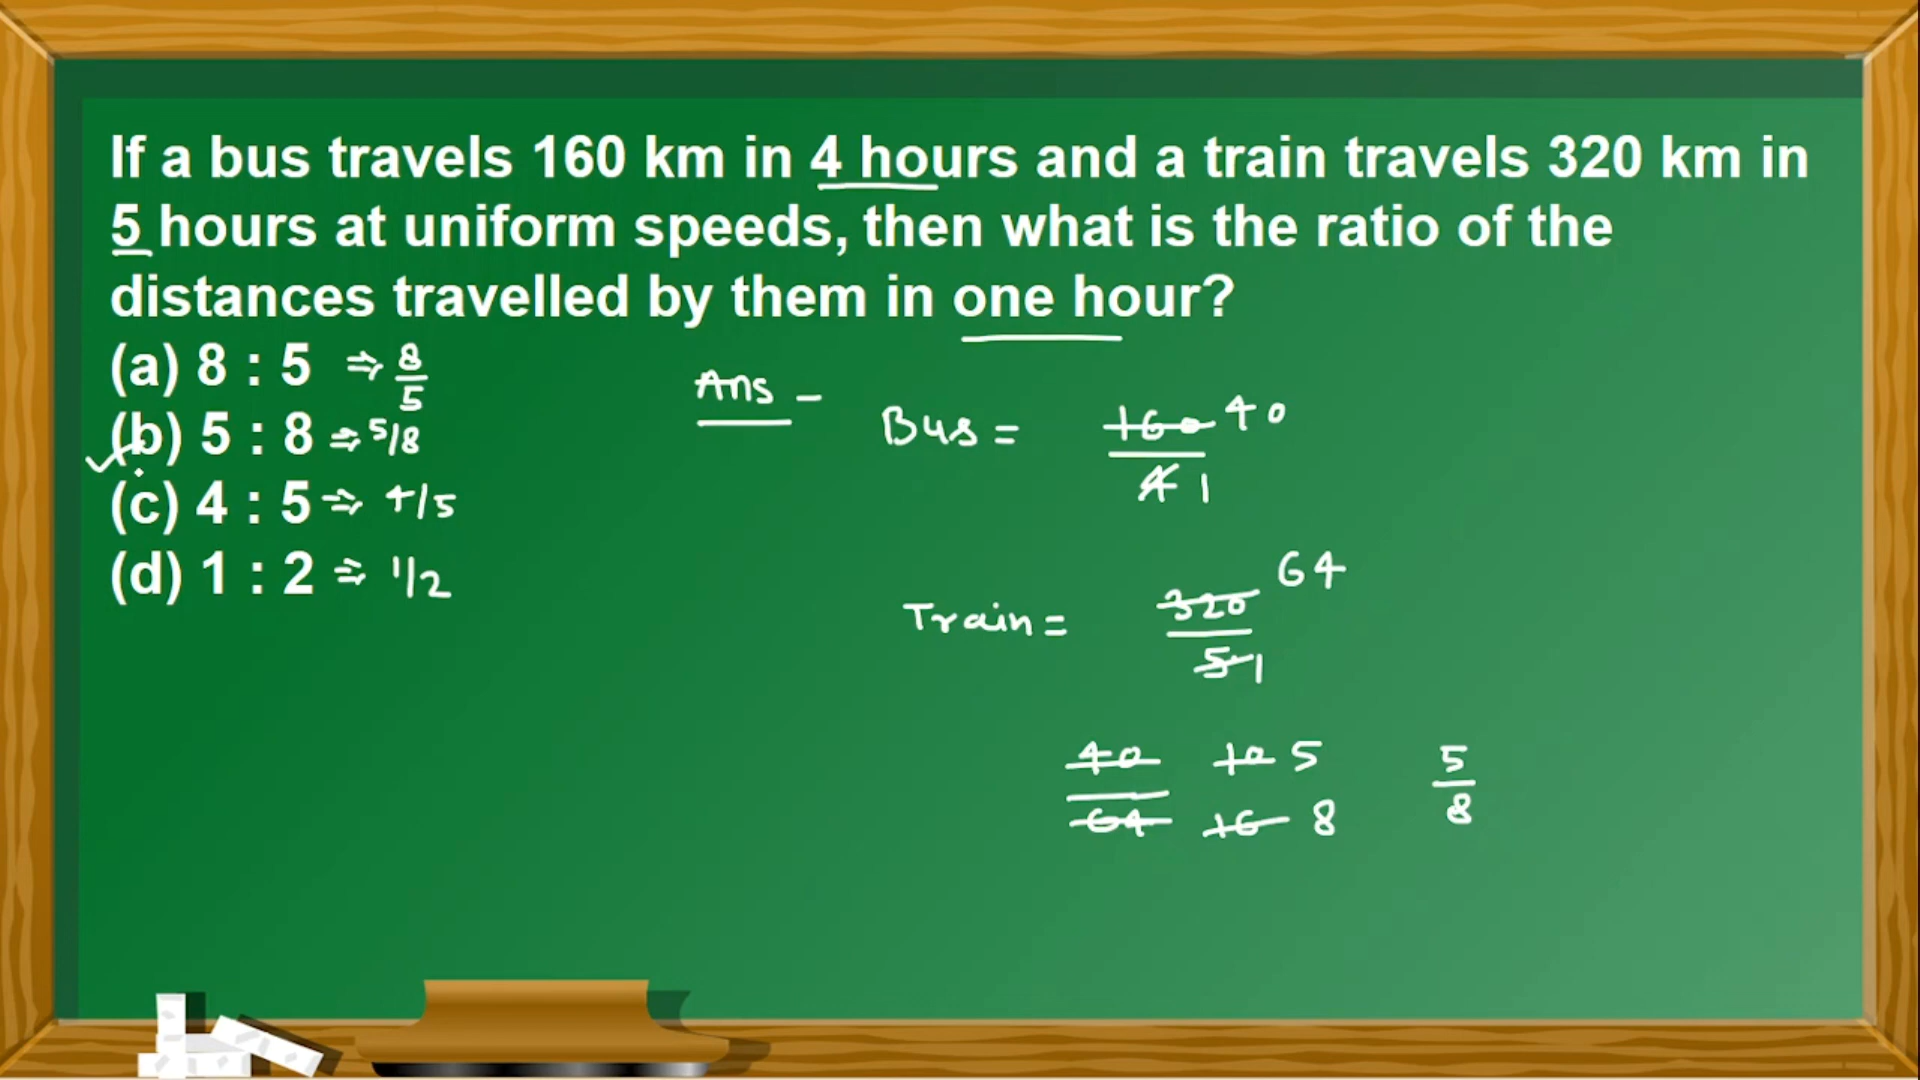 If a bus travels 160 km in 4 hours and a train travels 320 km in
5 hours at uniform speeds, then what is the ratio of the
distances travelled by them in one hour?
(a) 8 : 5 ⇒ 8/5
(b) 5 : 8 ⇒ 5/8
(c) 4 : 5 ⇒ 4/5
(d) 1 : 2 ⇒ 1/2
Ans -
Bus = 160 40
4 1
Train = 320 64
5 1
40 10 5 5
64 16 8 8